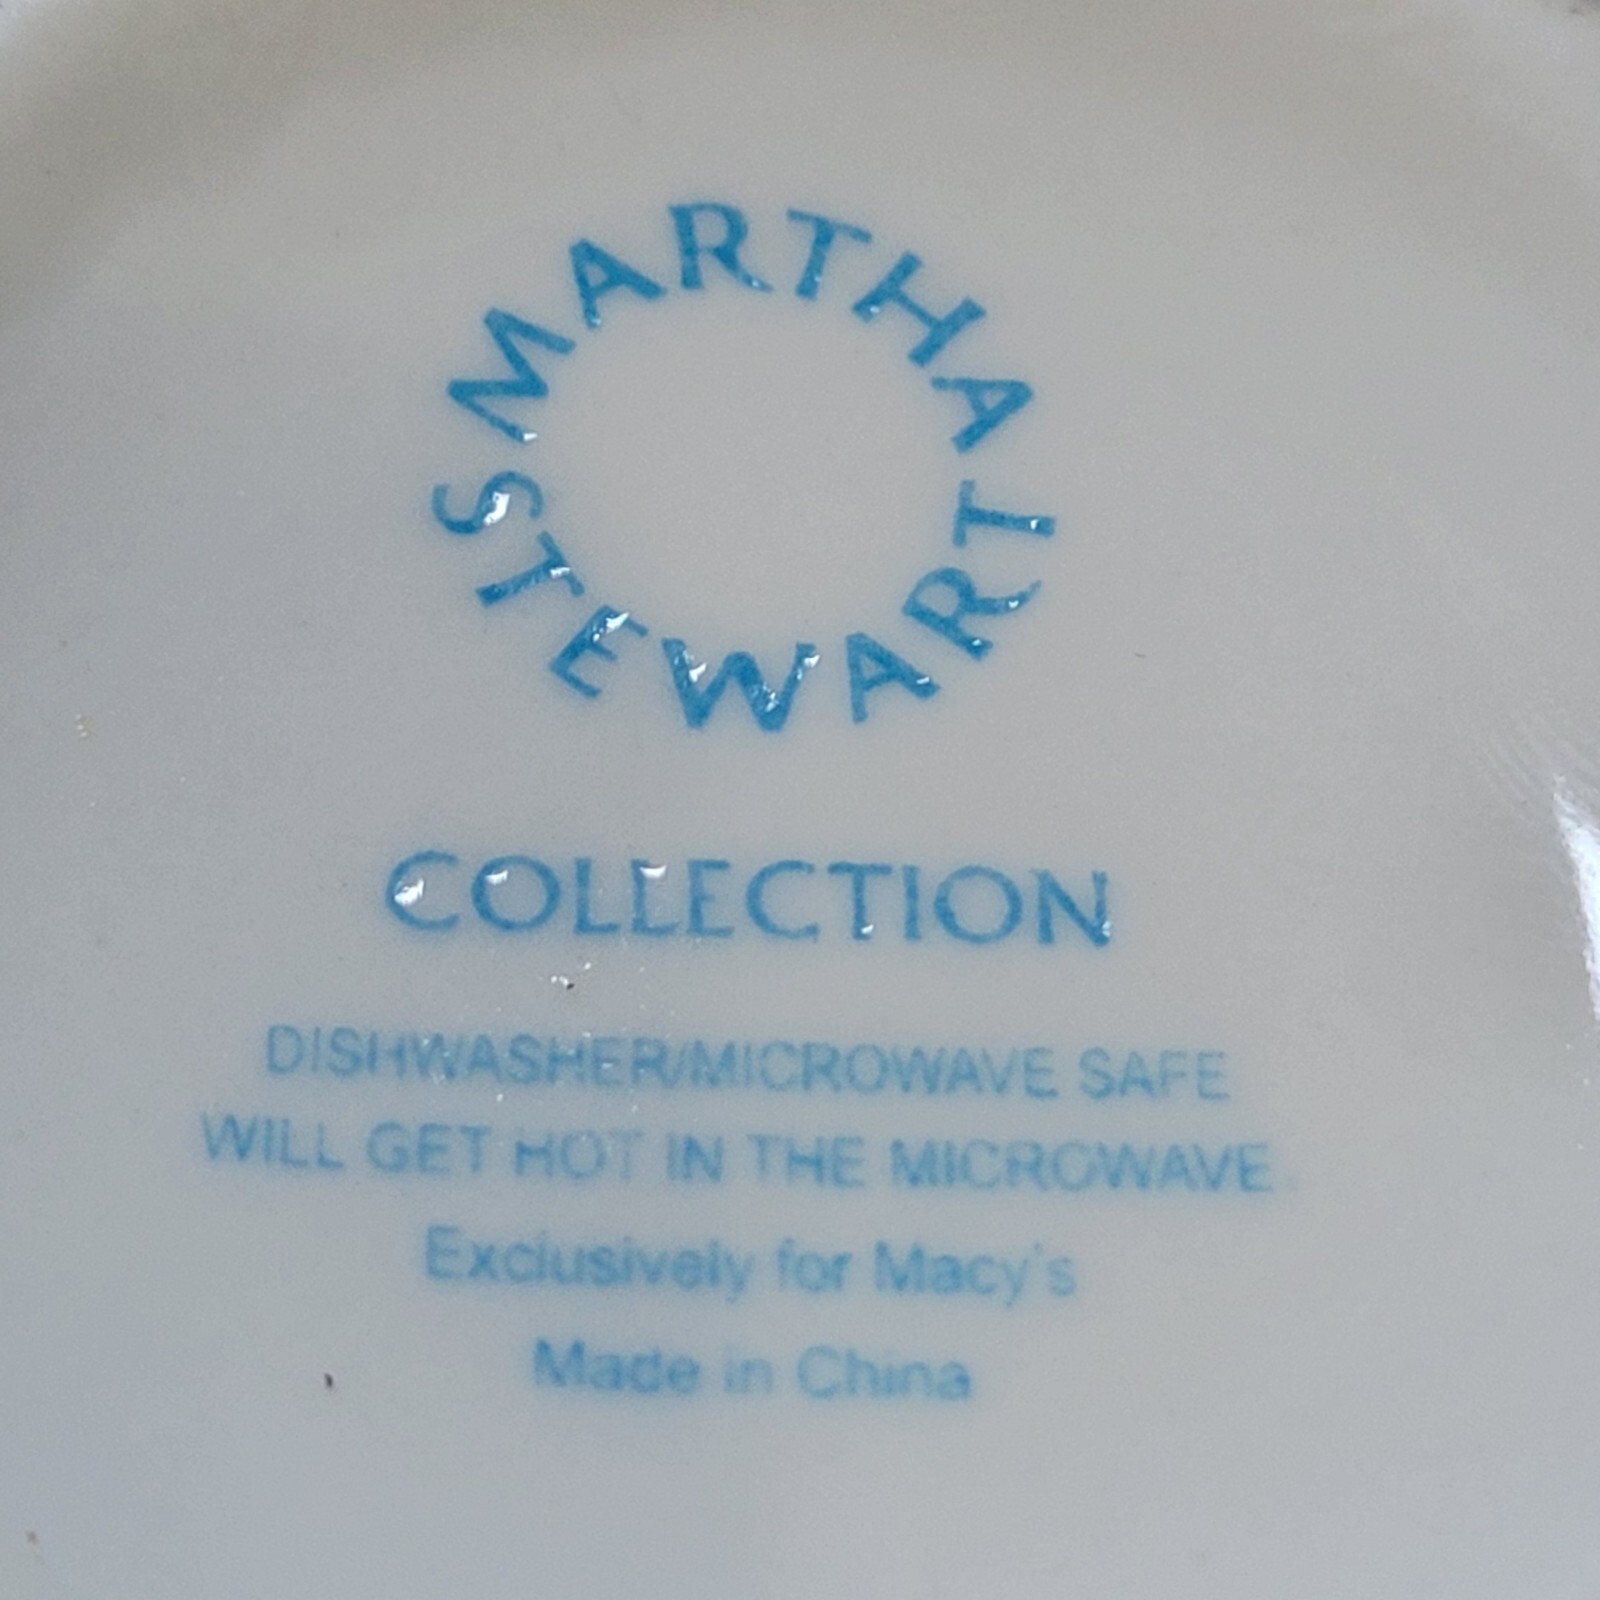 MARTHA
STEWART
COLLECTION
DISHWASHER/MICROWAVE SAFE
WILL GET HOT IN THE MICROWAVE.
Exclusively for Macy's
Made in China